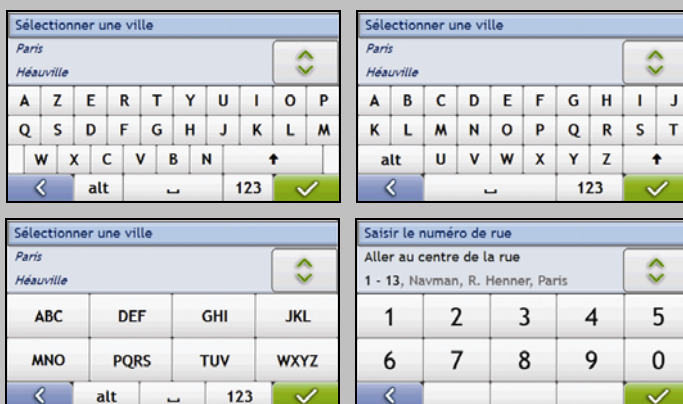 Sélectionner une ville
Paris
Héauville
A Z E R T Y U I O P
Q S D F G H J K L M
W X C V B N
alt 123
Sélectionner une ville
Paris
Héauville
A B C D E F G H I J
K L M N O P Q R S T
alt U V W X Y Z
123
Sélectionner une ville
Paris
Héauville
ABC DEF GHI JKL
MNO PQRS TUV WXYZ
alt 123
Saisir le numéro de rue
Aller au centre de la rue
1 - 13, Navman, R. Henner, Paris
1 2 3 4 5
6 7 8 9 0